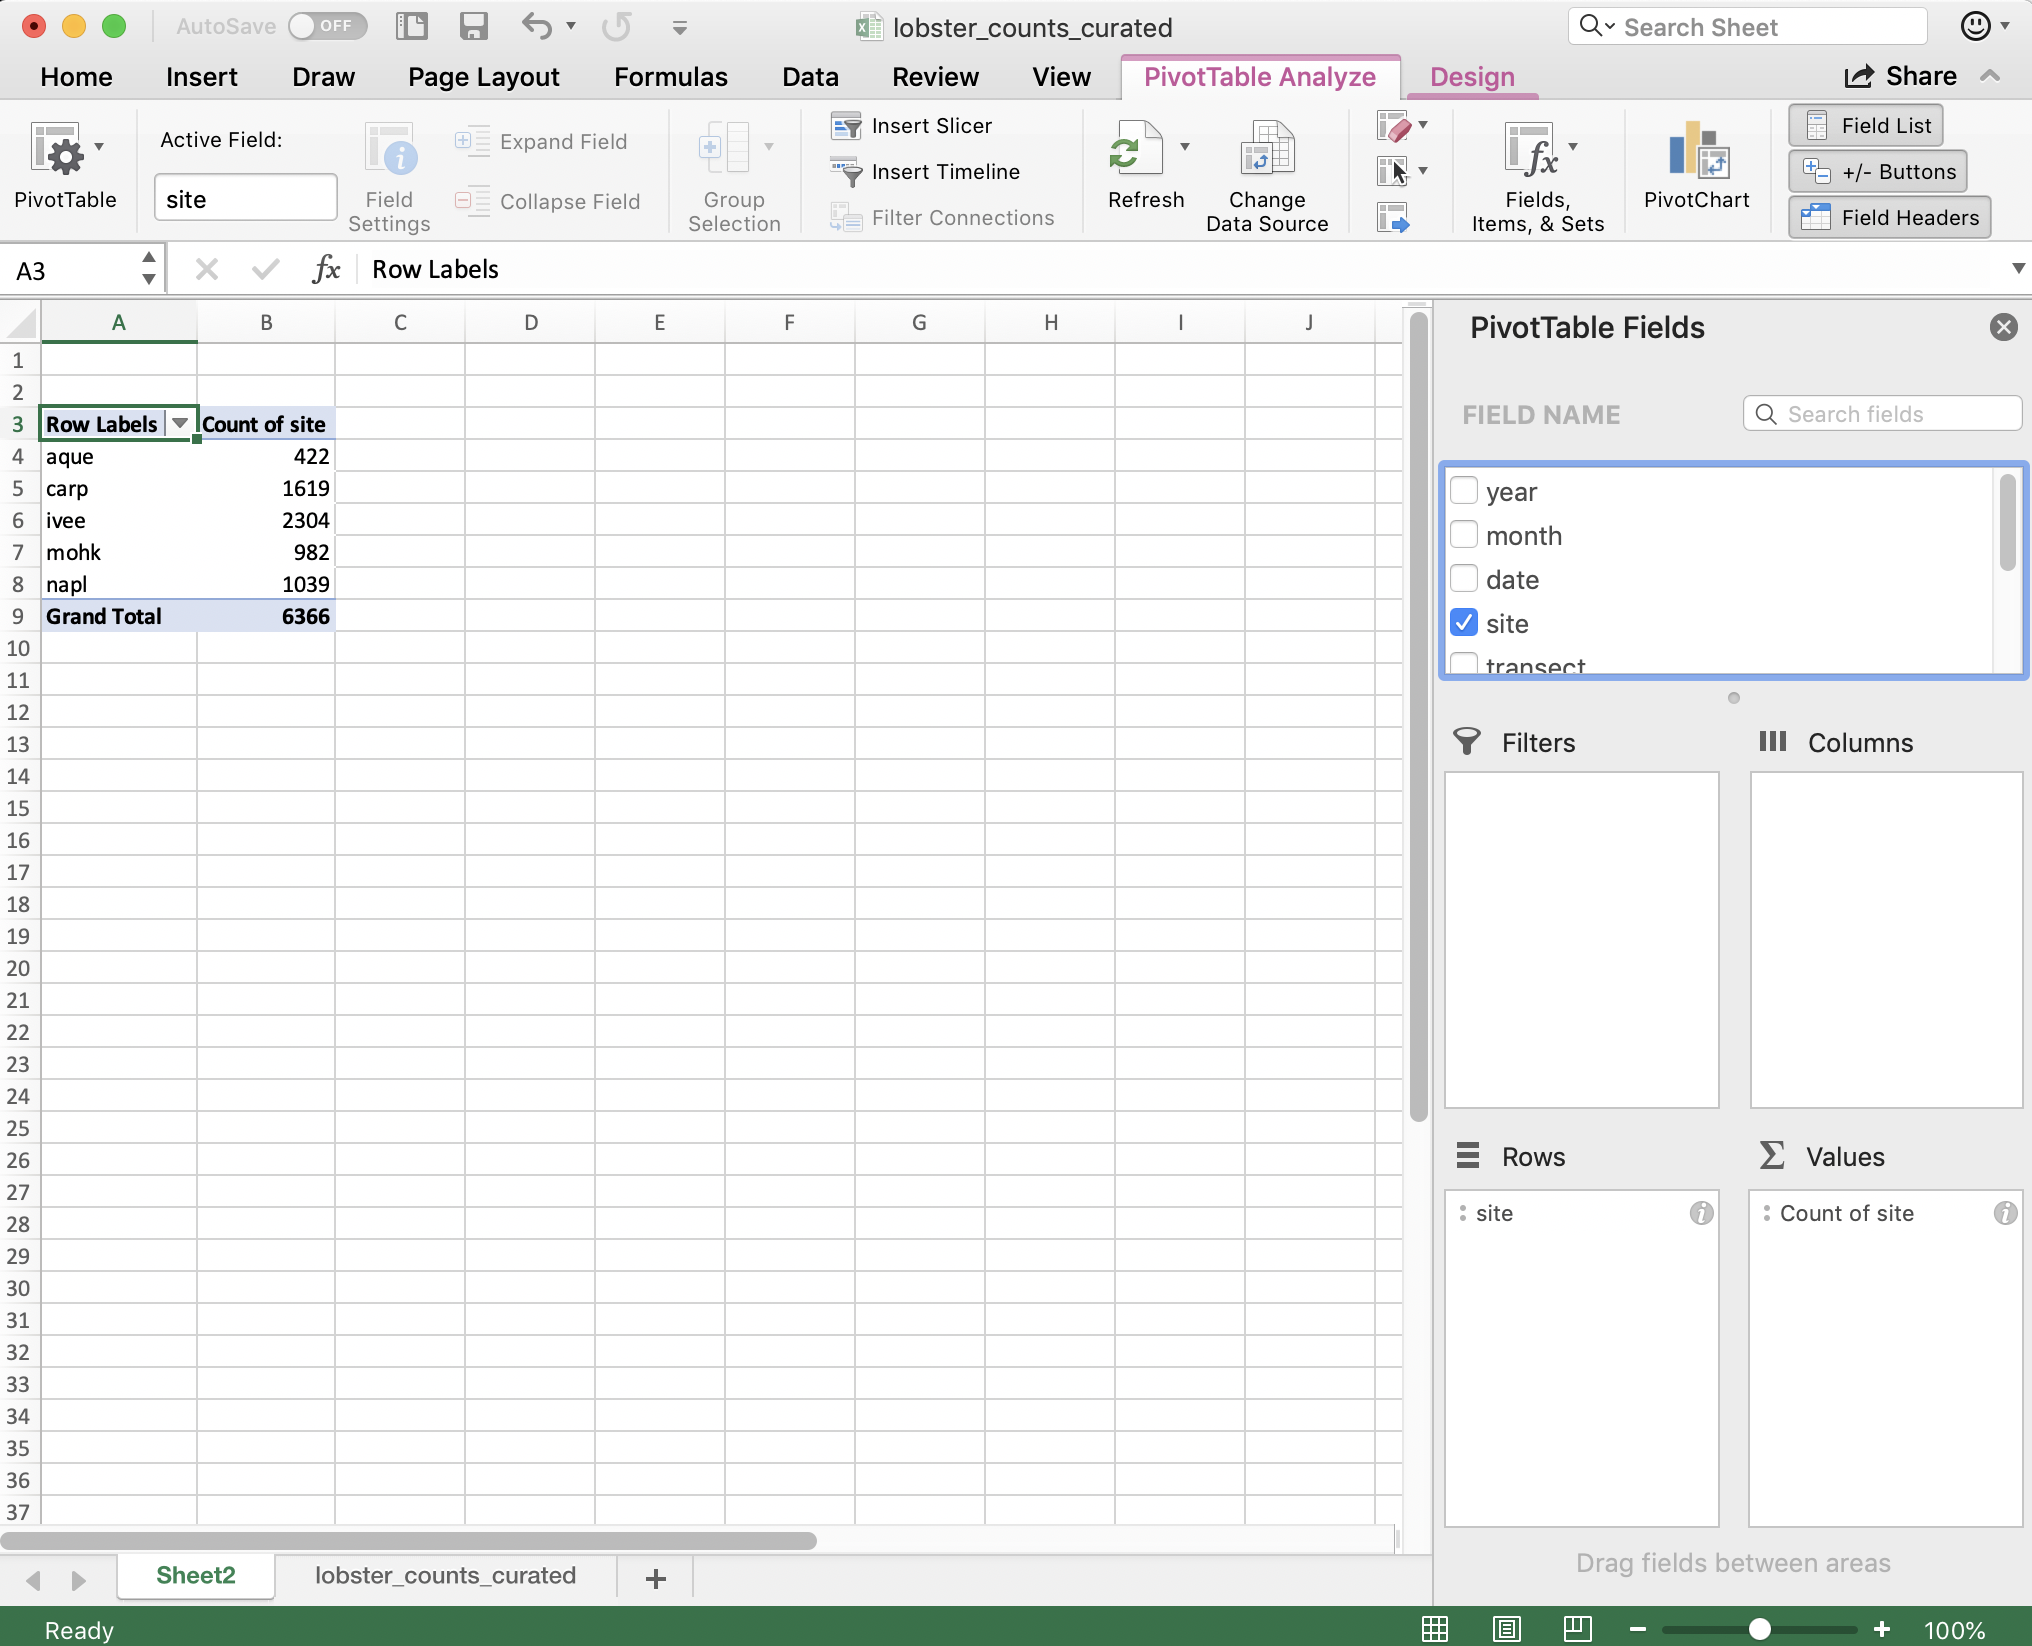 AutoSave OFF lobster_counts_curated Search Sheet
Home Insert Draw Page Layout Formulas Data Review View PivotTable Analyze Design Share
PivotTable
Active Field:
site
Field
Settings
Expand Field
Collapse Field
Group
Selection
Insert Slicer
Insert Timeline
Filter Connections
Refresh
Change
Data Source
fx
Fields,
Items, & Sets
PivotChart
Field List
+/- Buttons
Field Headers
A3 fx Row Labels
A B C D E F G H I J
1
2
3 Row Labels Count of site
4 aque 422
5 carp 1619
6 ivee 2304
7 mohk 982
8 napl 1039
9 Grand Total 6366
10
11
12
13
14
15
16
17
18
19
20
21
22
23
24
25
26
27
28
29
30
31
32
33
34
35
36
37
PivotTable Fields
FIELD NAME Search fields
year
month
date
site
transect
Filters Columns
Rows Σ Values
site i Count of site i
Drag fields between areas
Sheet2 lobster_counts_curated +
Ready − + 100%